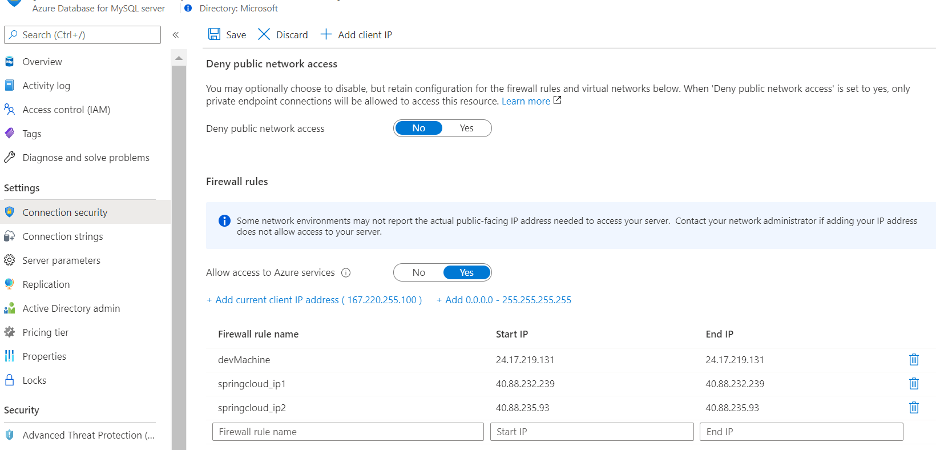 Azure Database for MySQL server
Directory: Microsoft
Search (Ctrl+/)
«
Save
Discard
Add client IP
Overview
Activity log
Access control (IAM)
Tags
Diagnose and solve problems
Settings
Connection security
Connection strings
Server parameters
Replication
Active Directory admin
Pricing tier
Properties
Locks
Security
Advanced Threat Protection (...
Deny public network access
You may optionally choose to disable, but retain configuration for the firewall rules and virtual networks below. When 'Deny public network access' is set to yes, only
private endpoint connections will be allowed to access this resource. Learn more
Deny public network access No Yes
Firewall rules
Some network environments may not report the actual public-facing IP address needed to access your server. Contact your network administrator if adding your IP address
does not allow access to your server.
Allow access to Azure services No Yes
+ Add current client IP address ( 167.220.255.100 ) + Add 0.0.0.0 - 255.255.255.255
Firewall rule name Start IP End IP
devMachine 24.17.219.131 24.17.219.131
springcloud_ip1 40.88.232.239 40.88.232.239
springcloud_ip2 40.88.235.93 40.88.235.93
Firewall rule name Start IP End IP